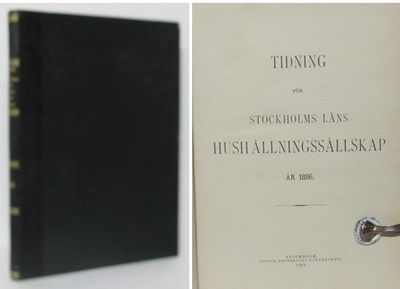 TIDNING
FÖR
STOCKHOLMS LÄNS
HUSHÅLLNINGSSÄLLSKAP
ÅR 1886.
STOCKHOLM,